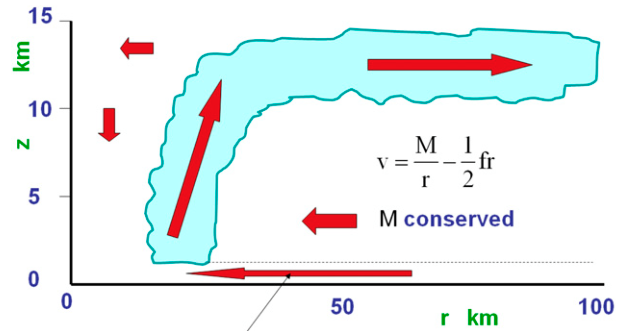 15
km
z
10
5
0
v = M/r − 1/2 fr
M conserved
0
50
100
r km